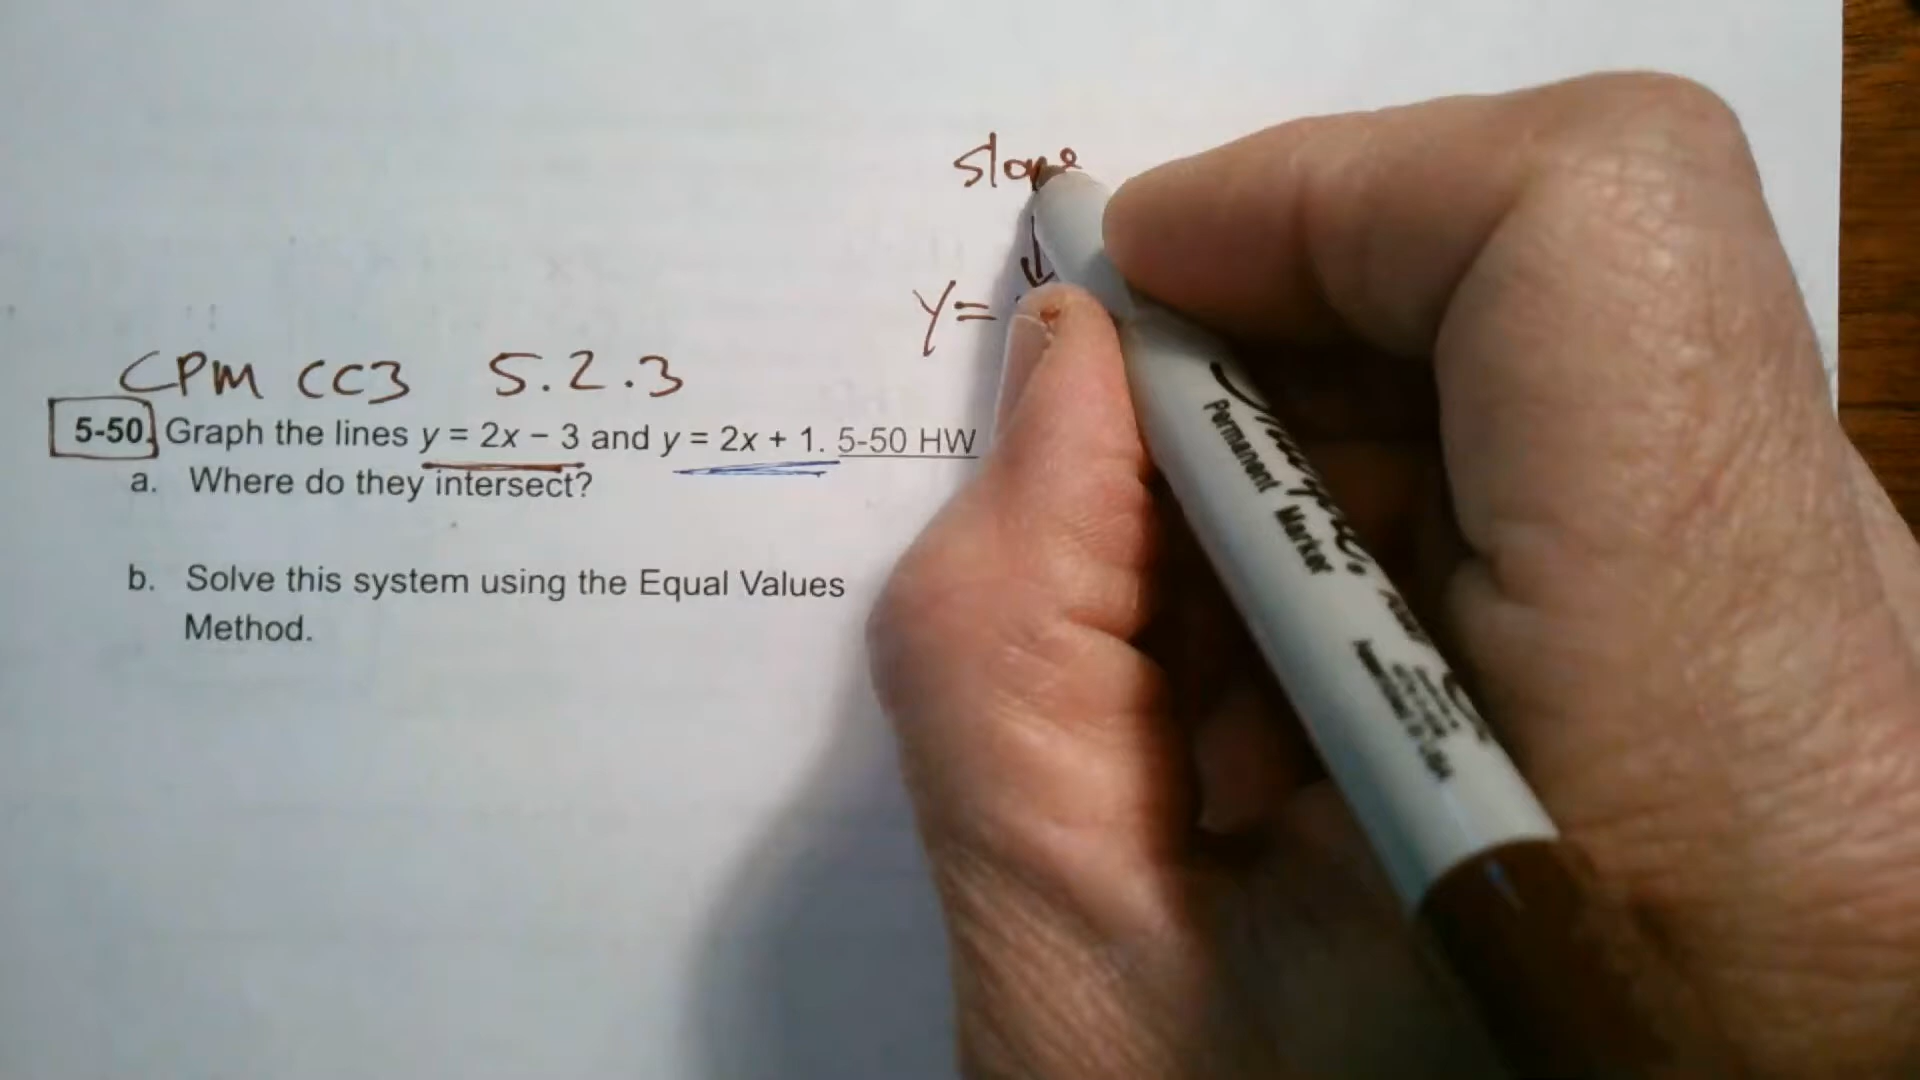 slope
y=
CPM CC3 5.2.3
5-50. Graph the lines y = 2x − 3 and y = 2x + 1. 5-50 HW
a. Where do they intersect?
b. Solve this system using the Equal Values
Method.
Permanent Marker